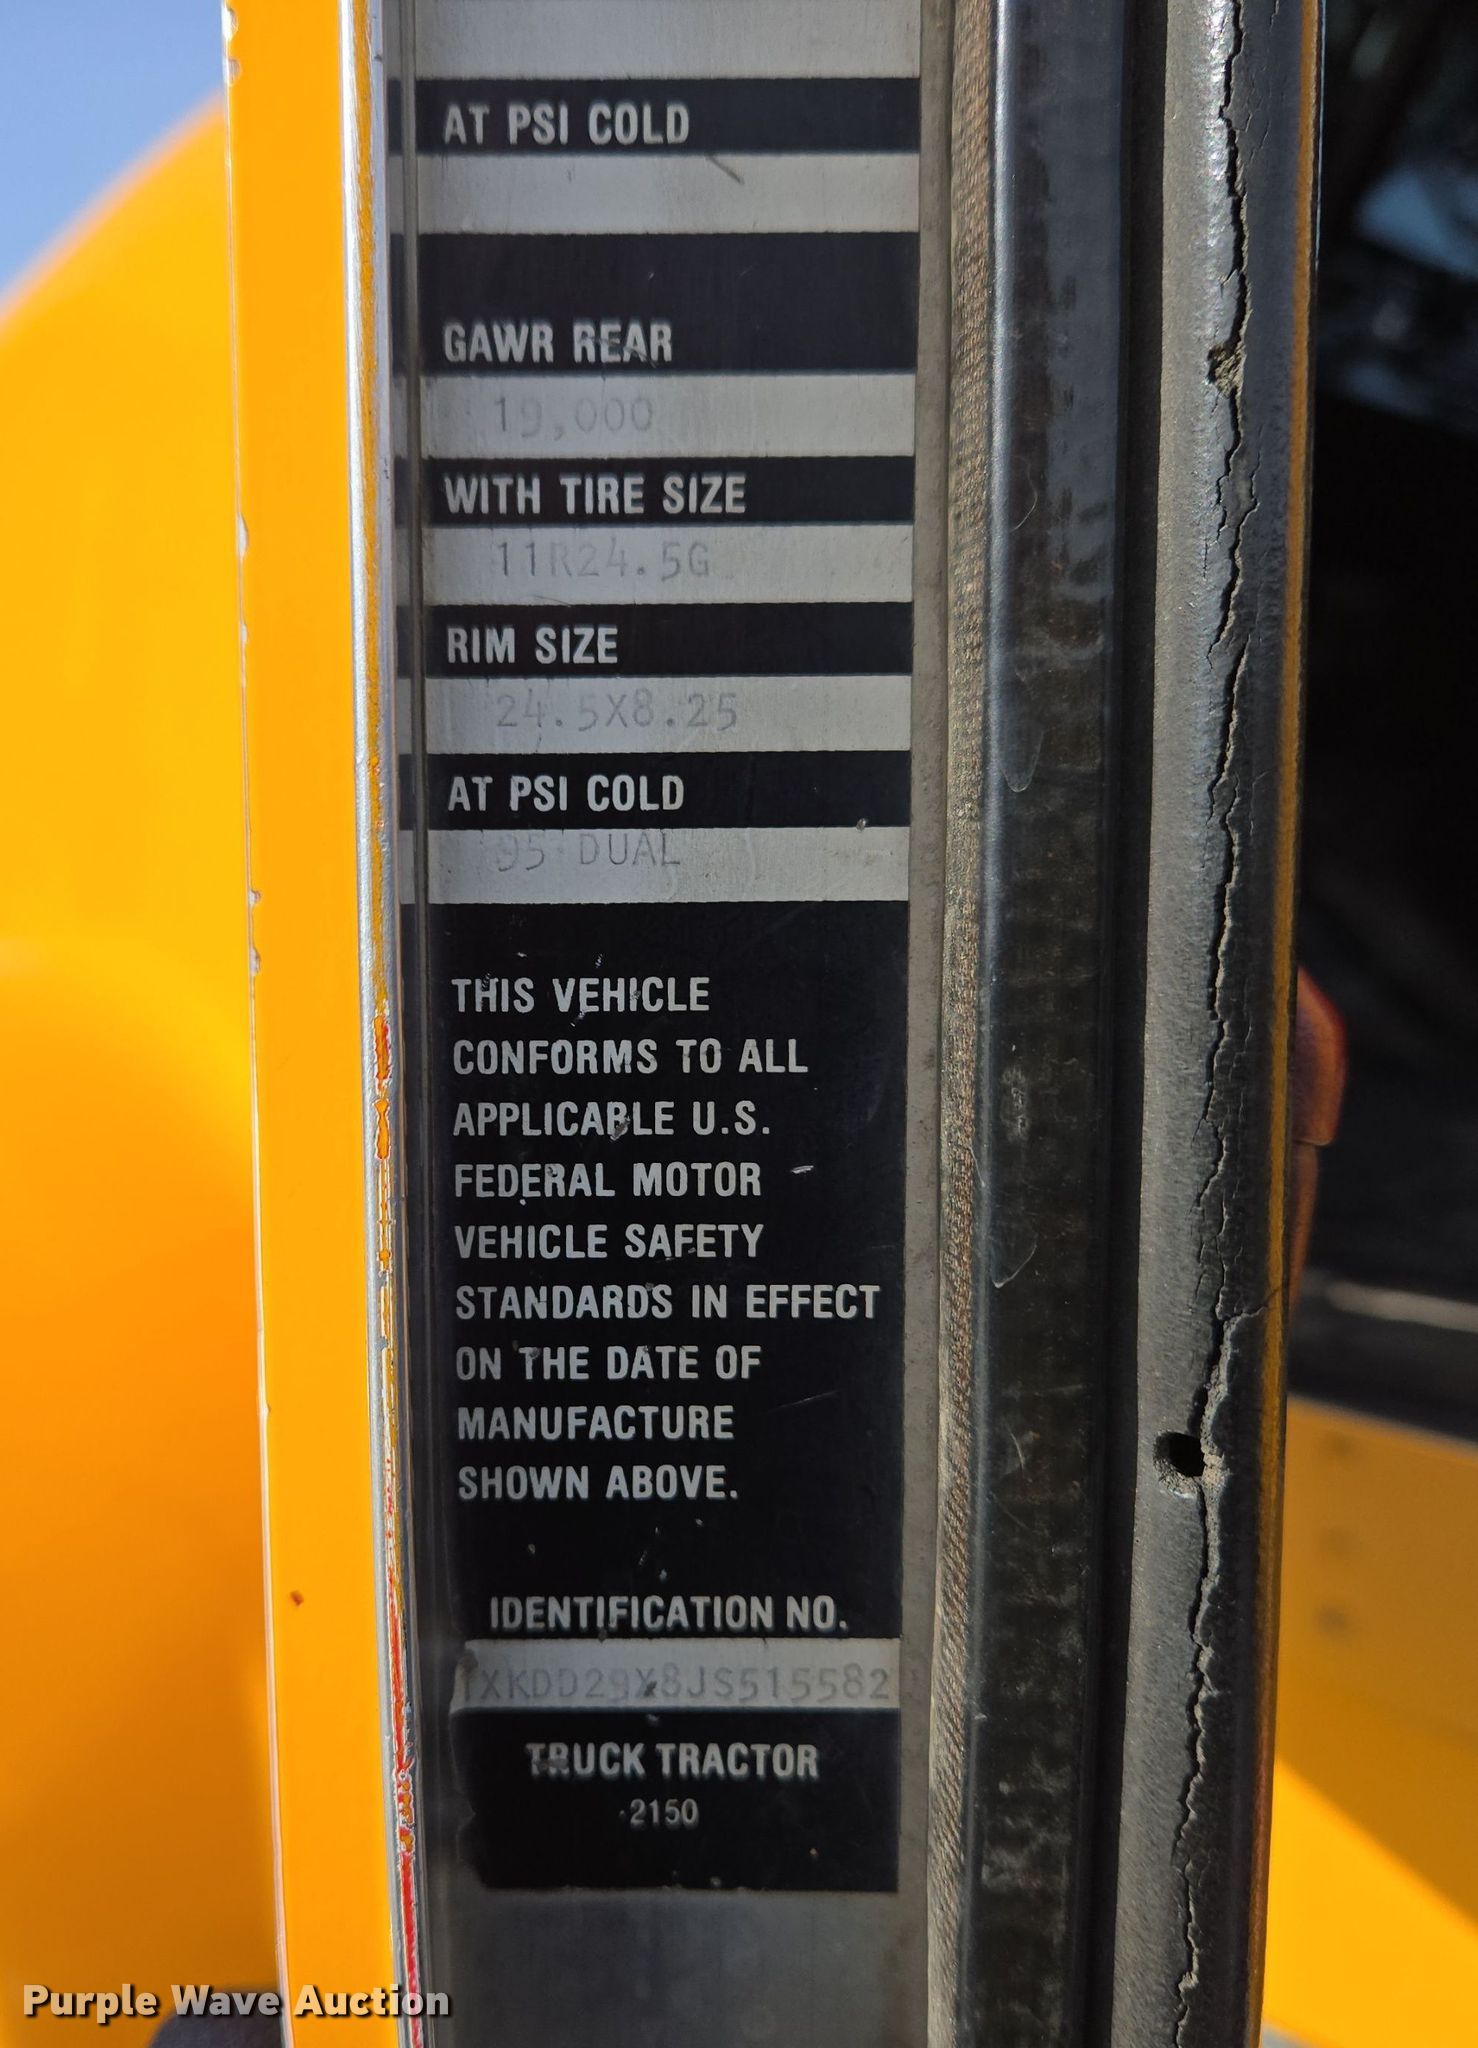 AT PSI COLD
GAWR REAR
19,000
WITH TIRE SIZE
11R24.5G
RIM SIZE
24.5X8.25
AT PSI COLD
95 DUAL
THIS VEHICLE
CONFORMS TO ALL
APPLICABLE U.S.
FEDERAL MOTOR
VEHICLE SAFETY
STANDARDS IN EFFECT
ON THE DATE OF
MANUFACTURE
SHOWN ABOVE.
IDENTIFICATION NO.
1XKDD29X8JS515582
TRUCK TRACTOR
2150
Purple Wave Auction